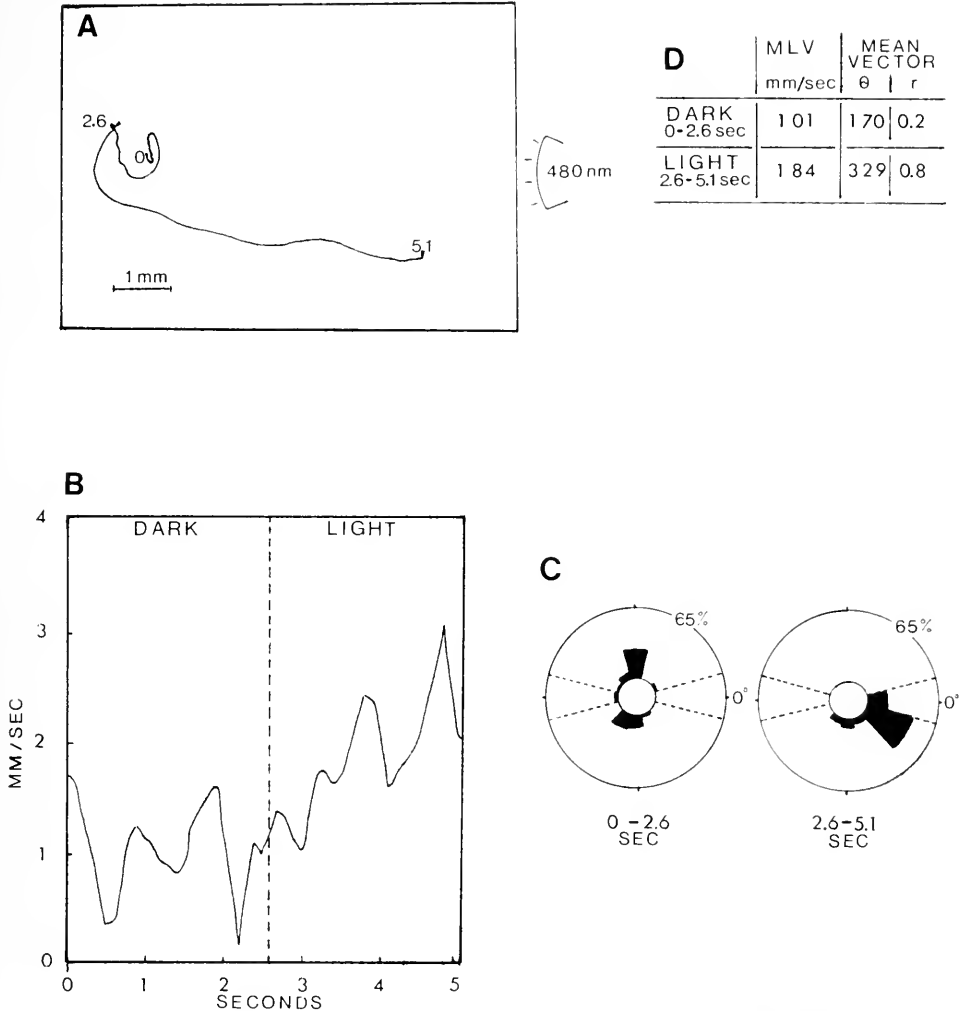 A
2.6
0
480 nm
5.1
1 mm
D
MLV
MEAN
VECTOR
mm/sec θ r
DARK
0-2.6 sec
1 01 170 0.2
LIGHT
2.6-5.1 sec
1 84 329 0.8
B
4
DARK LIGHT
3
2
1
0
MM/SEC
0 1 2 3 4 5
SECONDS
C
65%
0°
0-2.6
SEC
65%
0°
2.6-5.1
SEC